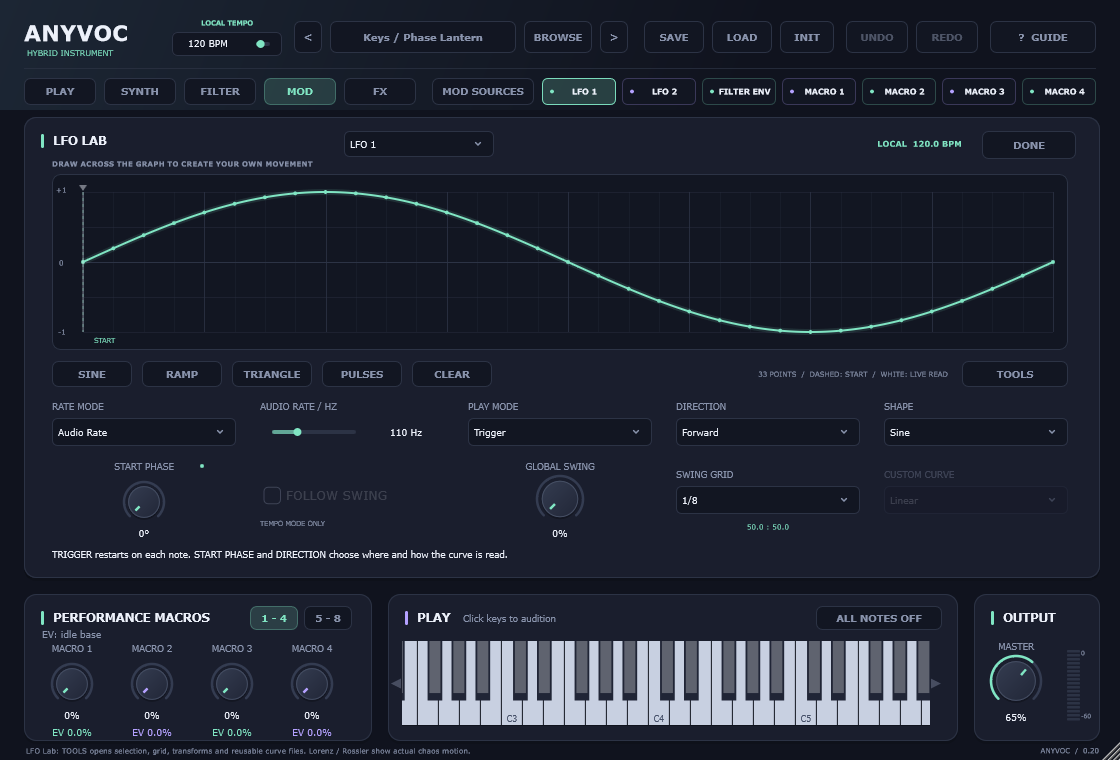 ANYVOC
HYBRID INSTRUMENT
LOCAL TEMPO
120 BPM
<
Keys / Phase Lantern
BROWSE
>
SAVE
LOAD
INIT
UNDO
REDO
? GUIDE
PLAY
SYNTH
FILTER
MOD
FX
MOD SOURCES
LFO 1
LFO 2
FILTER ENV
MACRO 1
MACRO 2
MACRO 3
MACRO 4
LFO LAB
LFO 1
LOCAL 120.0 BPM
DONE
DRAW ACROSS THE GRAPH TO CREATE YOUR OWN MOVEMENT
+1
0
-1
START
SINE
RAMP
TRIANGLE
PULSES
CLEAR
33 POINTS / DASHED: START / WHITE: LIVE READ
TOOLS
RATE MODE
AUDIO RATE / HZ
PLAY MODE
DIRECTION
SHAPE
Audio Rate
110 Hz
Trigger
Forward
Sine
START PHASE
0°
FOLLOW SWING
TEMPO MODE ONLY
GLOBAL SWING
0%
SWING GRID
1/8
50.0 : 50.0
CUSTOM CURVE
Linear
TRIGGER restarts on each note. START PHASE and DIRECTION choose where and how the curve is read.
PERFORMANCE MACROS
1 - 4
5 - 8
EV: idle base
MACRO 1
MACRO 2
MACRO 3
MACRO 4
0%
0%
0%
0%
EV 0.0%
EV 0.0%
EV 0.0%
EV 0.0%
PLAY
Click keys to audition
ALL NOTES OFF
C3
C4
C5
OUTPUT
MASTER
65%
0
-60
LFO Lab: TOOLS opens selection, grid, transforms and reusable curve files. Lorenz / Rossler show actual chaos motion.
ANYVOC / 0.20